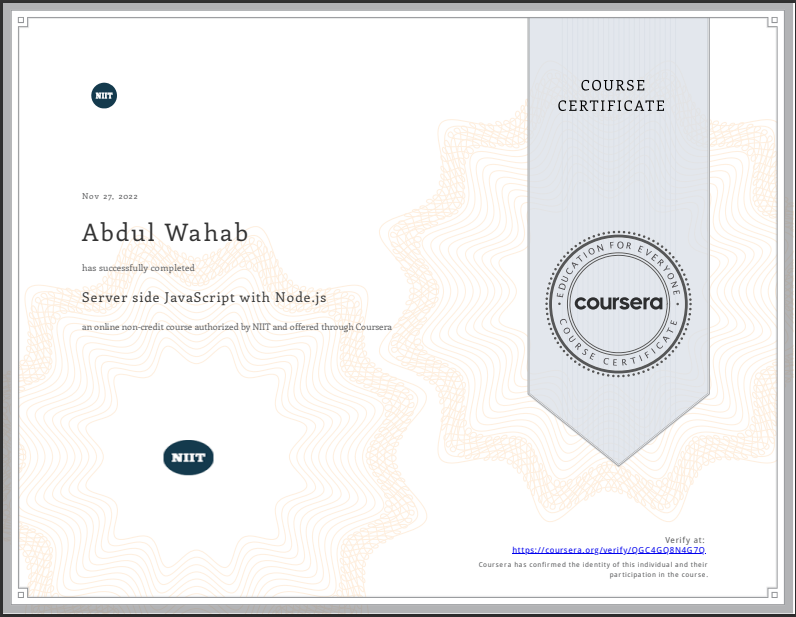 NIIT
COURSE
CERTIFICATE
Nov 27, 2022
Abdul Wahab
has successfully completed
Server side JavaScript with Node.js
an online non-credit course authorized by NIIT and offered through Coursera
EDUCATION FOR EVERYONE
coursera
COURSE CERTIFICATE
NIIT
Verify at:
https://coursera.org/verify/QGC4GQ8N4G7Q
Coursera has confirmed the identity of this individual and their
participation in the course.